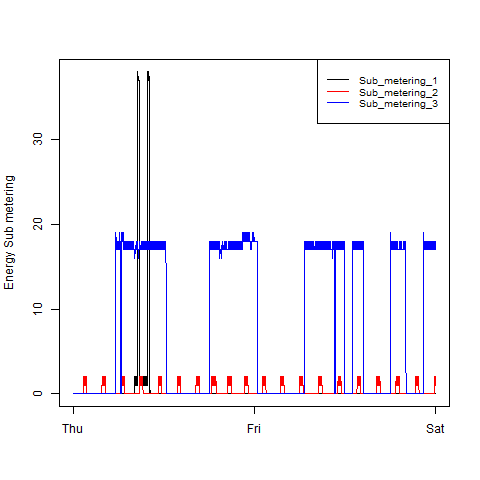 Sub_metering_1
Sub_metering_2
Sub_metering_3
Energy Sub metering
30
20
10
0
Thu Fri Sat